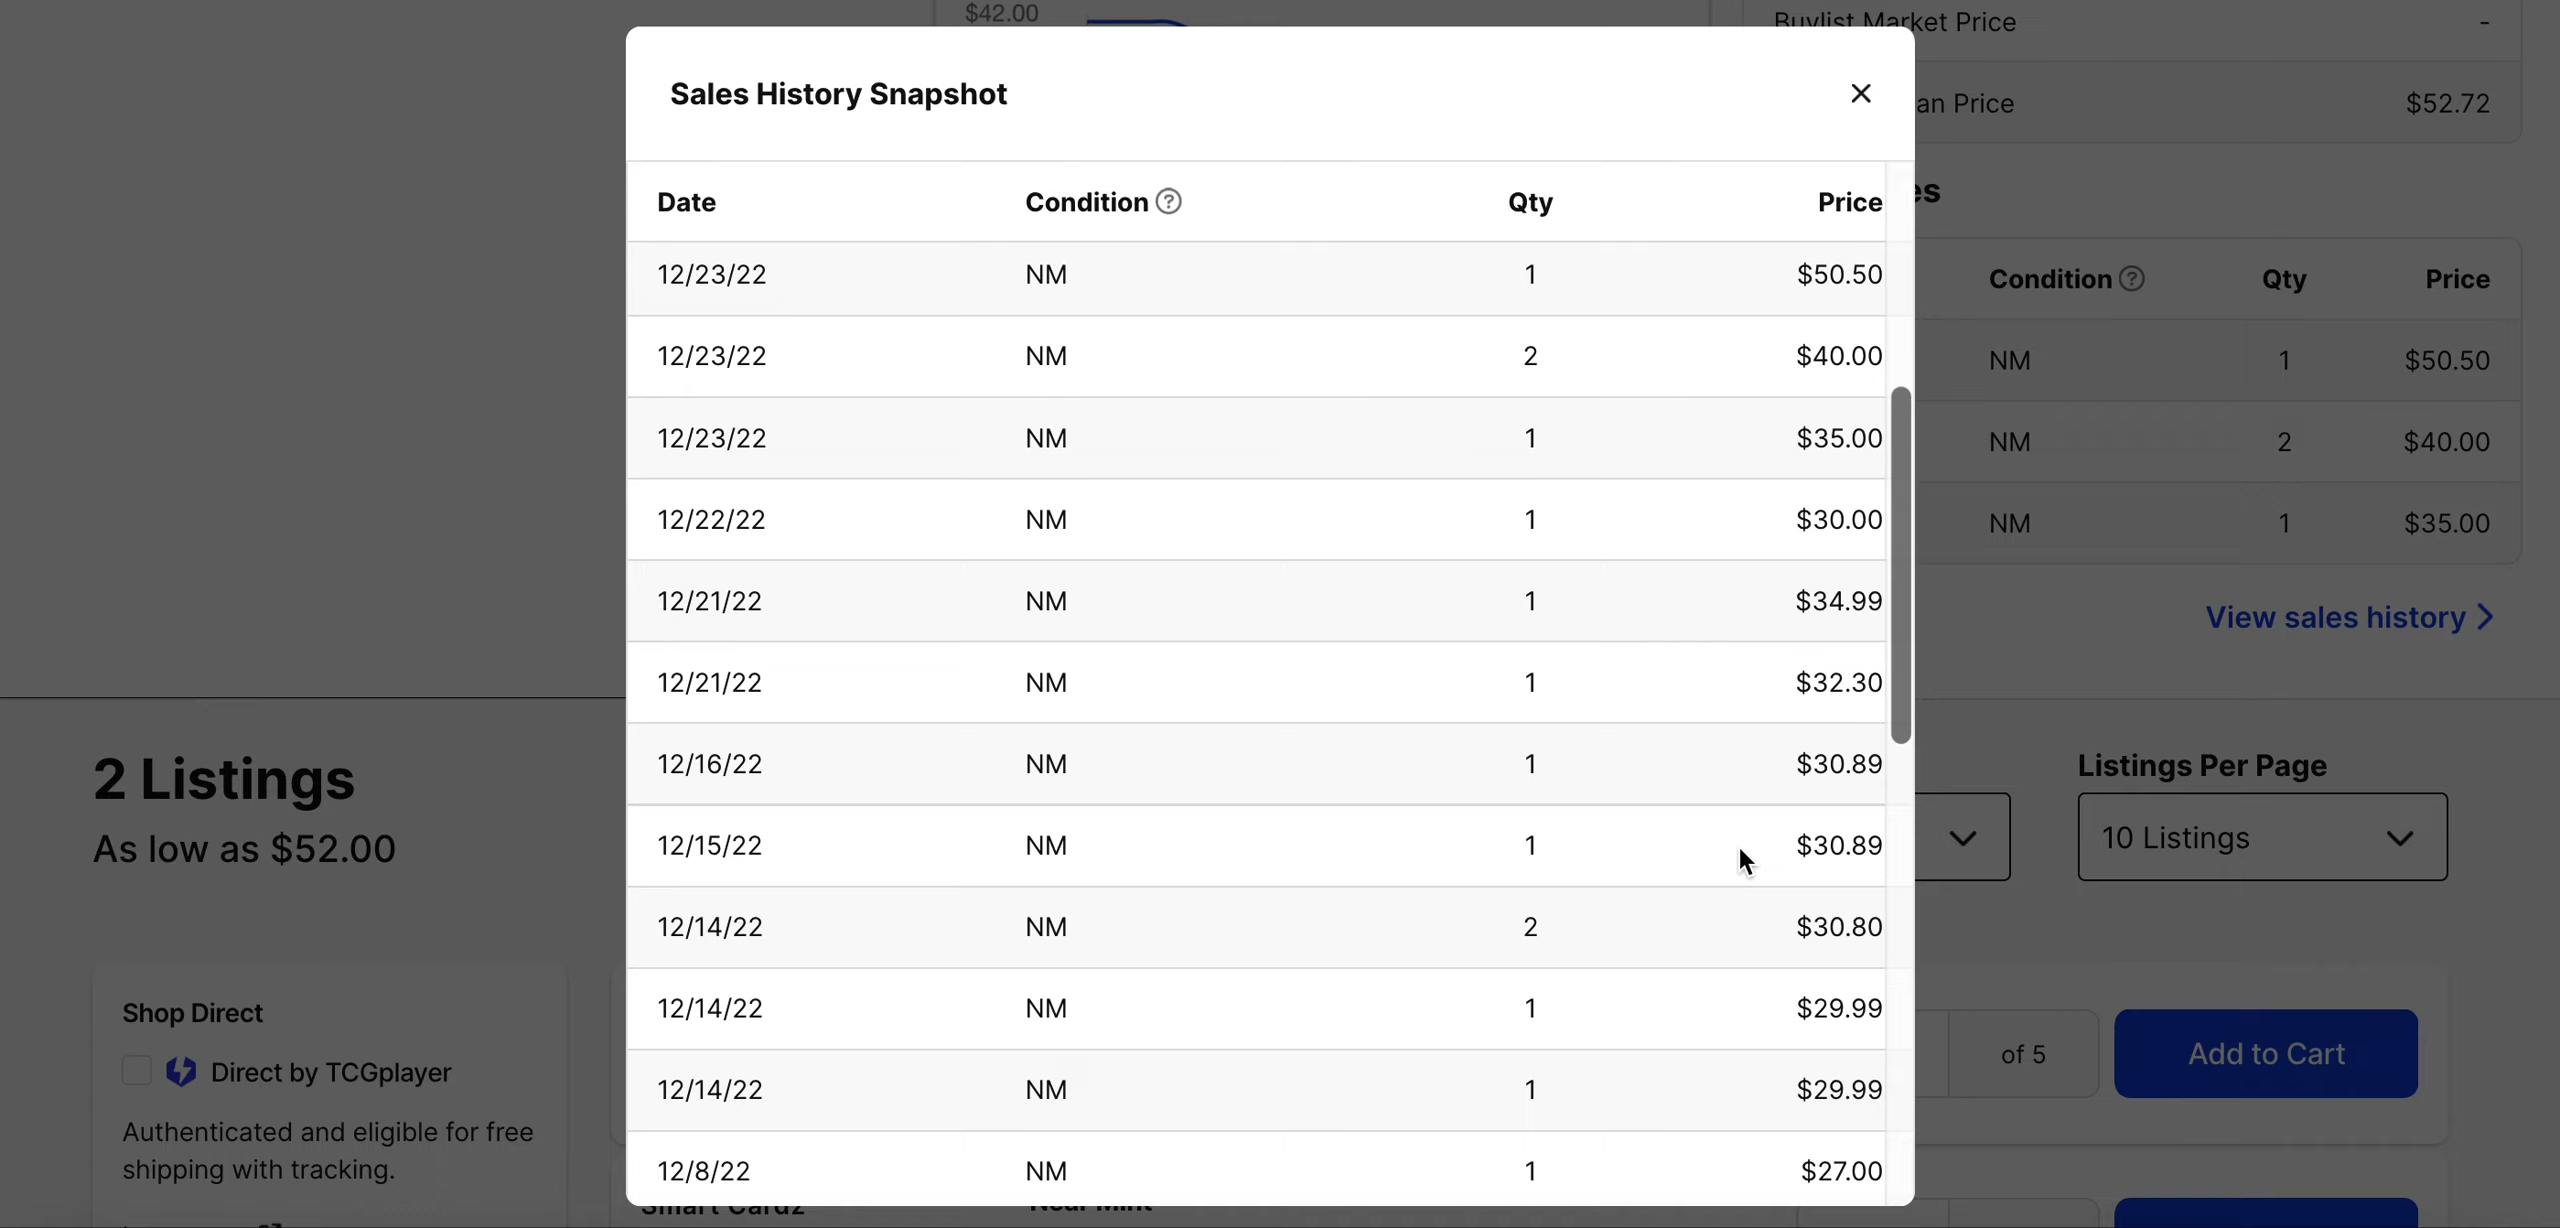 $42.00
Buylist Market Price -
an Price $52.72
Sales History Snapshot
Date Condition Qty Price
12/23/22 NM 1 $50.50
12/23/22 NM 2 $40.00
12/23/22 NM 1 $35.00
12/22/22 NM 1 $30.00
12/21/22 NM 1 $34.99
12/21/22 NM 1 $32.30
12/16/22 NM 1 $30.89
12/15/22 NM 1 $30.89
12/14/22 NM 2 $30.80
12/14/22 NM 1 $29.99
12/14/22 NM 1 $29.99
12/8/22 NM 1 $27.00
es
Condition Qty Price
NM 1 $50.50
NM 2 $40.00
NM 1 $35.00
View sales history
2 Listings
As low as $52.00
Listings Per Page
10 Listings
Shop Direct
Direct by TCGplayer
Authenticated and eligible for free
shipping with tracking.
of 5
Add to Cart
Smart Cardz
Near Mint